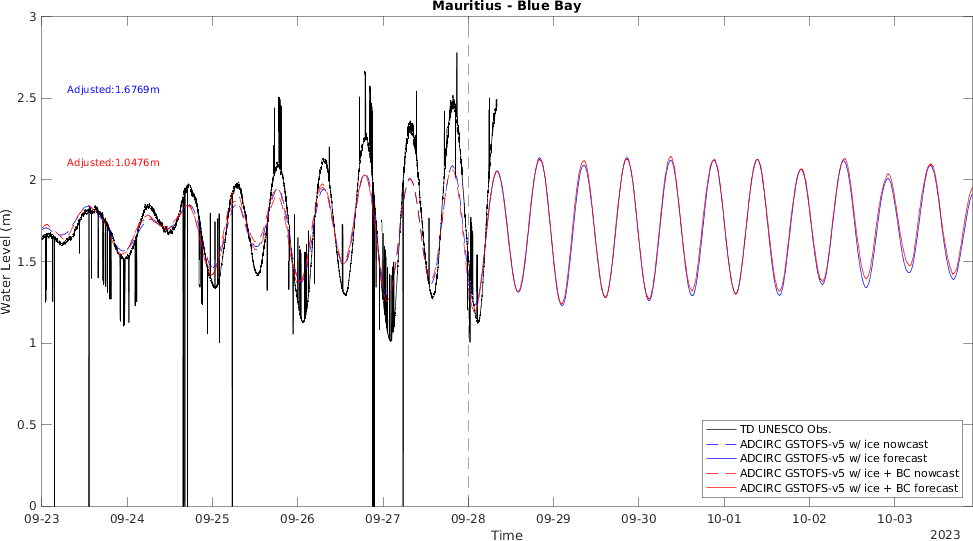 Mauritius - Blue Bay
3
2.5
2
1.5
1
0.5
0
Water Level (m)
Adjusted:1.6769m
Adjusted:1.0476m
TD UNESCO Obs.
ADCIRC GSTOFS-v5 w/ ice nowcast
ADCIRC GSTOFS-v5 w/ ice forecast
ADCIRC GSTOFS-v5 w/ ice + BC nowcast
ADCIRC GSTOFS-v5 w/ ice + BC forecast
09-23 09-24 09-25 09-26 09-27 09-28 09-29 09-30 10-01 10-02 10-03
Time
2023